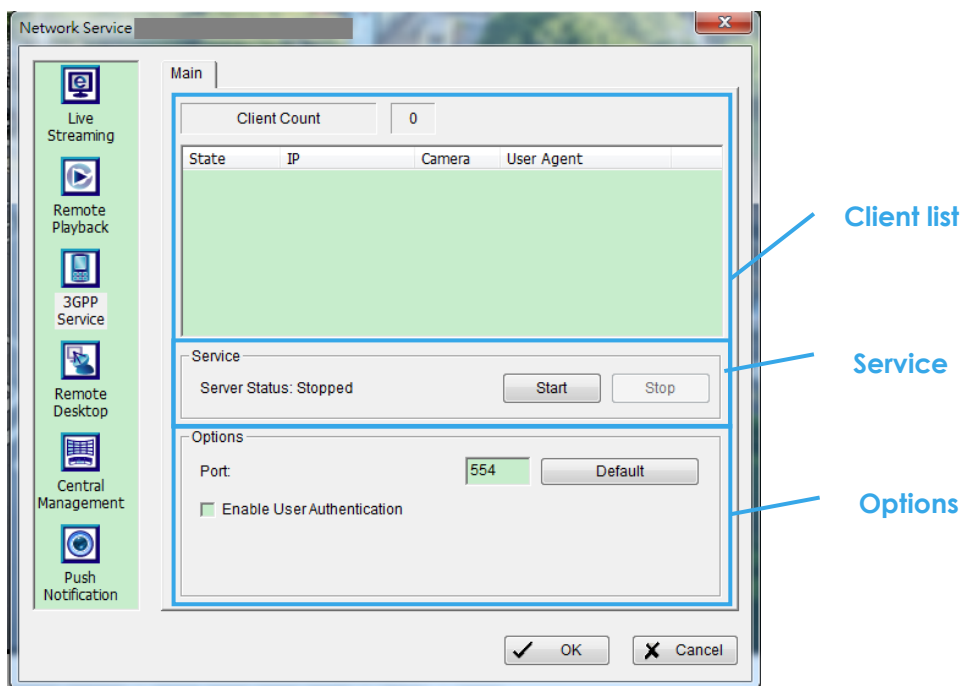 Network Service
Live
Streaming
Remote
Playback
3GPP
Service
Remote
Desktop
Central
Management
Push
Notification
Main
Client Count 0
State IP Camera User Agent
Service
Server Status: Stopped Start Stop
Options
Port: 554 Default
Enable User Authentication
OK Cancel
Client list
Service
Options